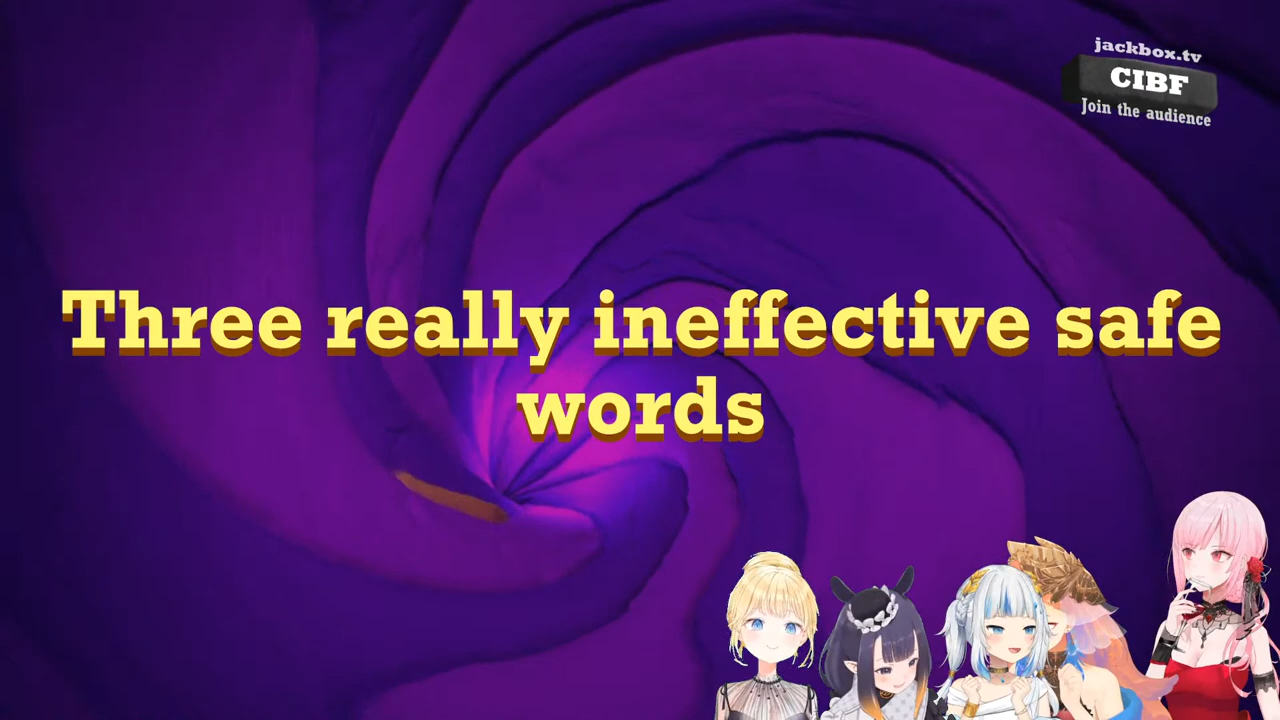 jackbox.tv
CIBF
Join the audience
Three really ineffective safe
words